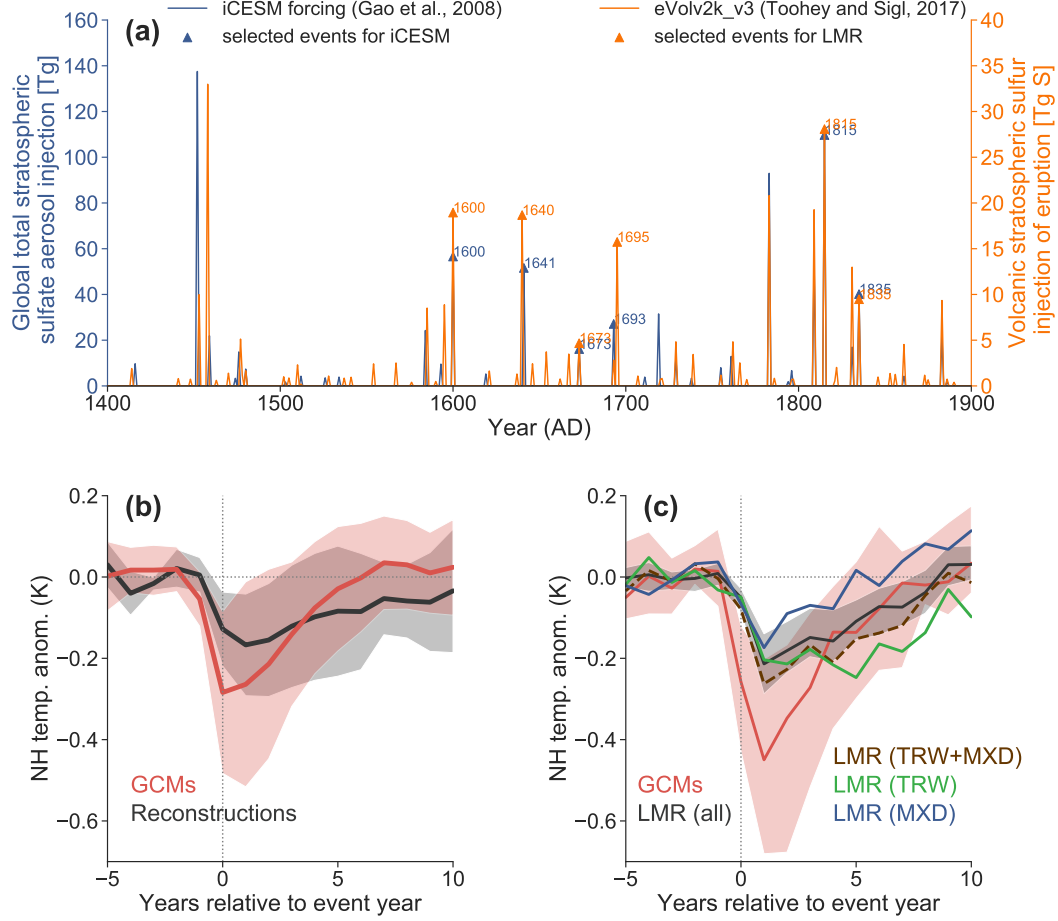 (a)
iCESM forcing (Gao et al., 2008)
selected events for iCESM
eVolv2k_v3 (Toohey and Sigl, 2017)
selected events for LMR
Global total stratospheric
sulfate aerosol injection [Tg]
160
140
120
100
80
60
40
20
0
1600
1600
1640
1641
1673
1673
1695
1693
1815
1815
1835
1835
40
35
30
25
20
15
10
5
0
Volcanic stratospheric sulfur
injection of eruption [Tg S]
1400 1500 1600 1700 1800 1900
Year (AD)
(b)
NH temp. anom. (K)
0.2
0.0
−0.2
−0.4
−0.6
GCMs
Reconstructions
−5 0 5 10
Years relative to event year
(c)
NH temp. anom. (K)
0.2
0.0
−0.2
−0.4
−0.6
LMR (TRW+MXD)
GCMs LMR (TRW)
LMR (all) LMR (MXD)
−5 0 5 10
Years relative to event year